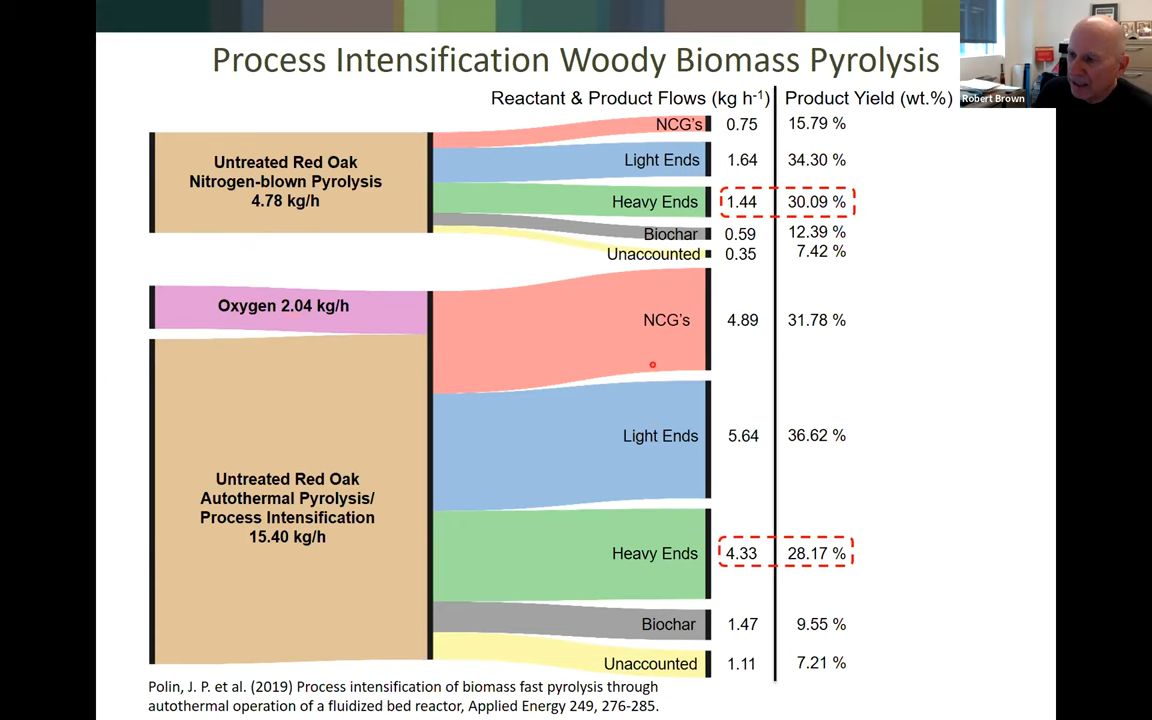 Process Intensification Woody Biomass Pyrolysis
Robert Brown
Reactant & Product Flows (kg h-1) Product Yield (wt.%)
NCG's 0.75 15.79 %
Untreated Red Oak
Nitrogen-blown Pyrolysis
4.78 kg/h
Light Ends 1.64 34.30 %
Heavy Ends 1.44 30.09 %
Biochar 0.59 12.39 %
Unaccounted 0.35 7.42 %
Oxygen 2.04 kg/h
NCG's 4.89 31.78 %
Light Ends 5.64 36.62 %
Untreated Red Oak
Autothermal Pyrolysis/
Process Intensification
15.40 kg/h
Heavy Ends 4.33 28.17 %
Biochar 1.47 9.55 %
Unaccounted 1.11 7.21 %
Polin, J. P. et al. (2019) Process intensification of biomass fast pyrolysis through
autothermal operation of a fluidized bed reactor, Applied Energy 249, 276-285.